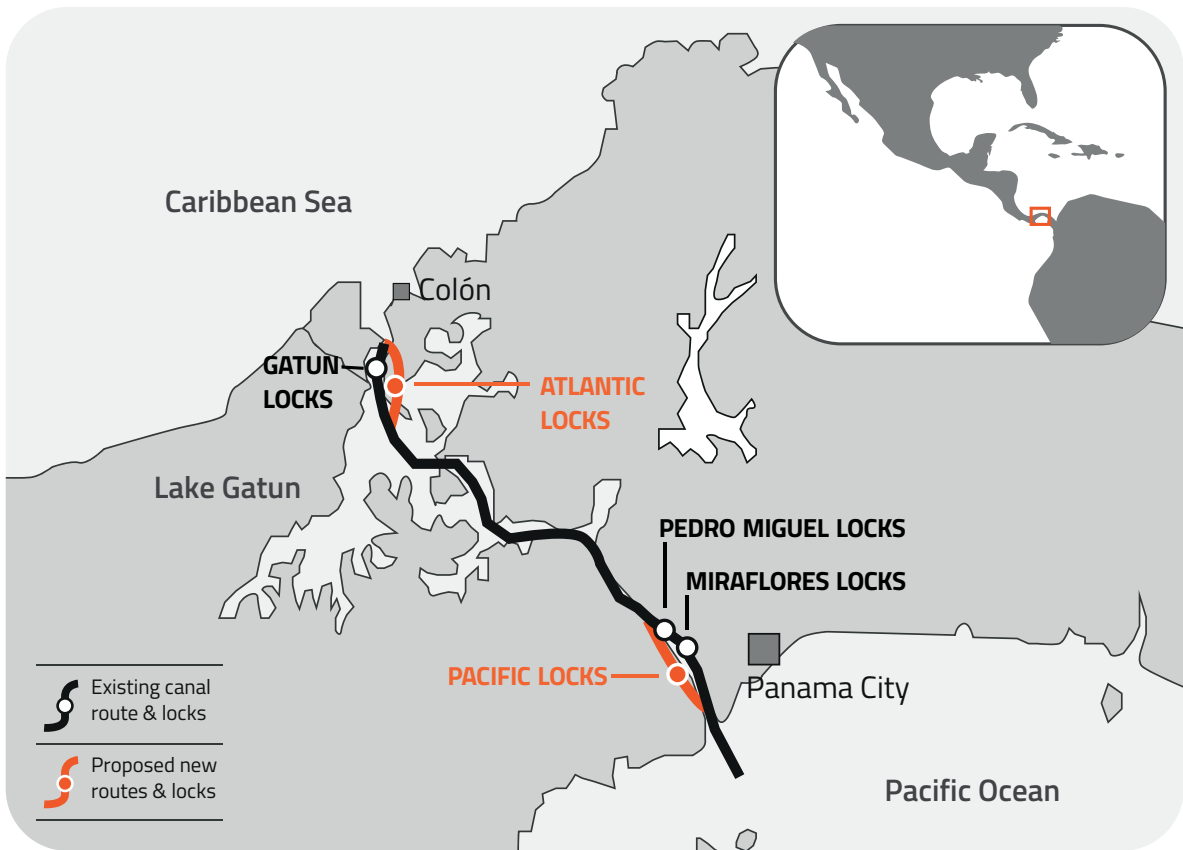 Caribbean Sea
Colón
GATUN
LOCKS
ATLANTIC
LOCKS
Lake Gatun
PEDRO MIGUEL LOCKS
MIRAFLORES LOCKS
PACIFIC LOCKS
Panama City
Existing canal
route & locks
Proposed new
routes & locks
Pacific Ocean